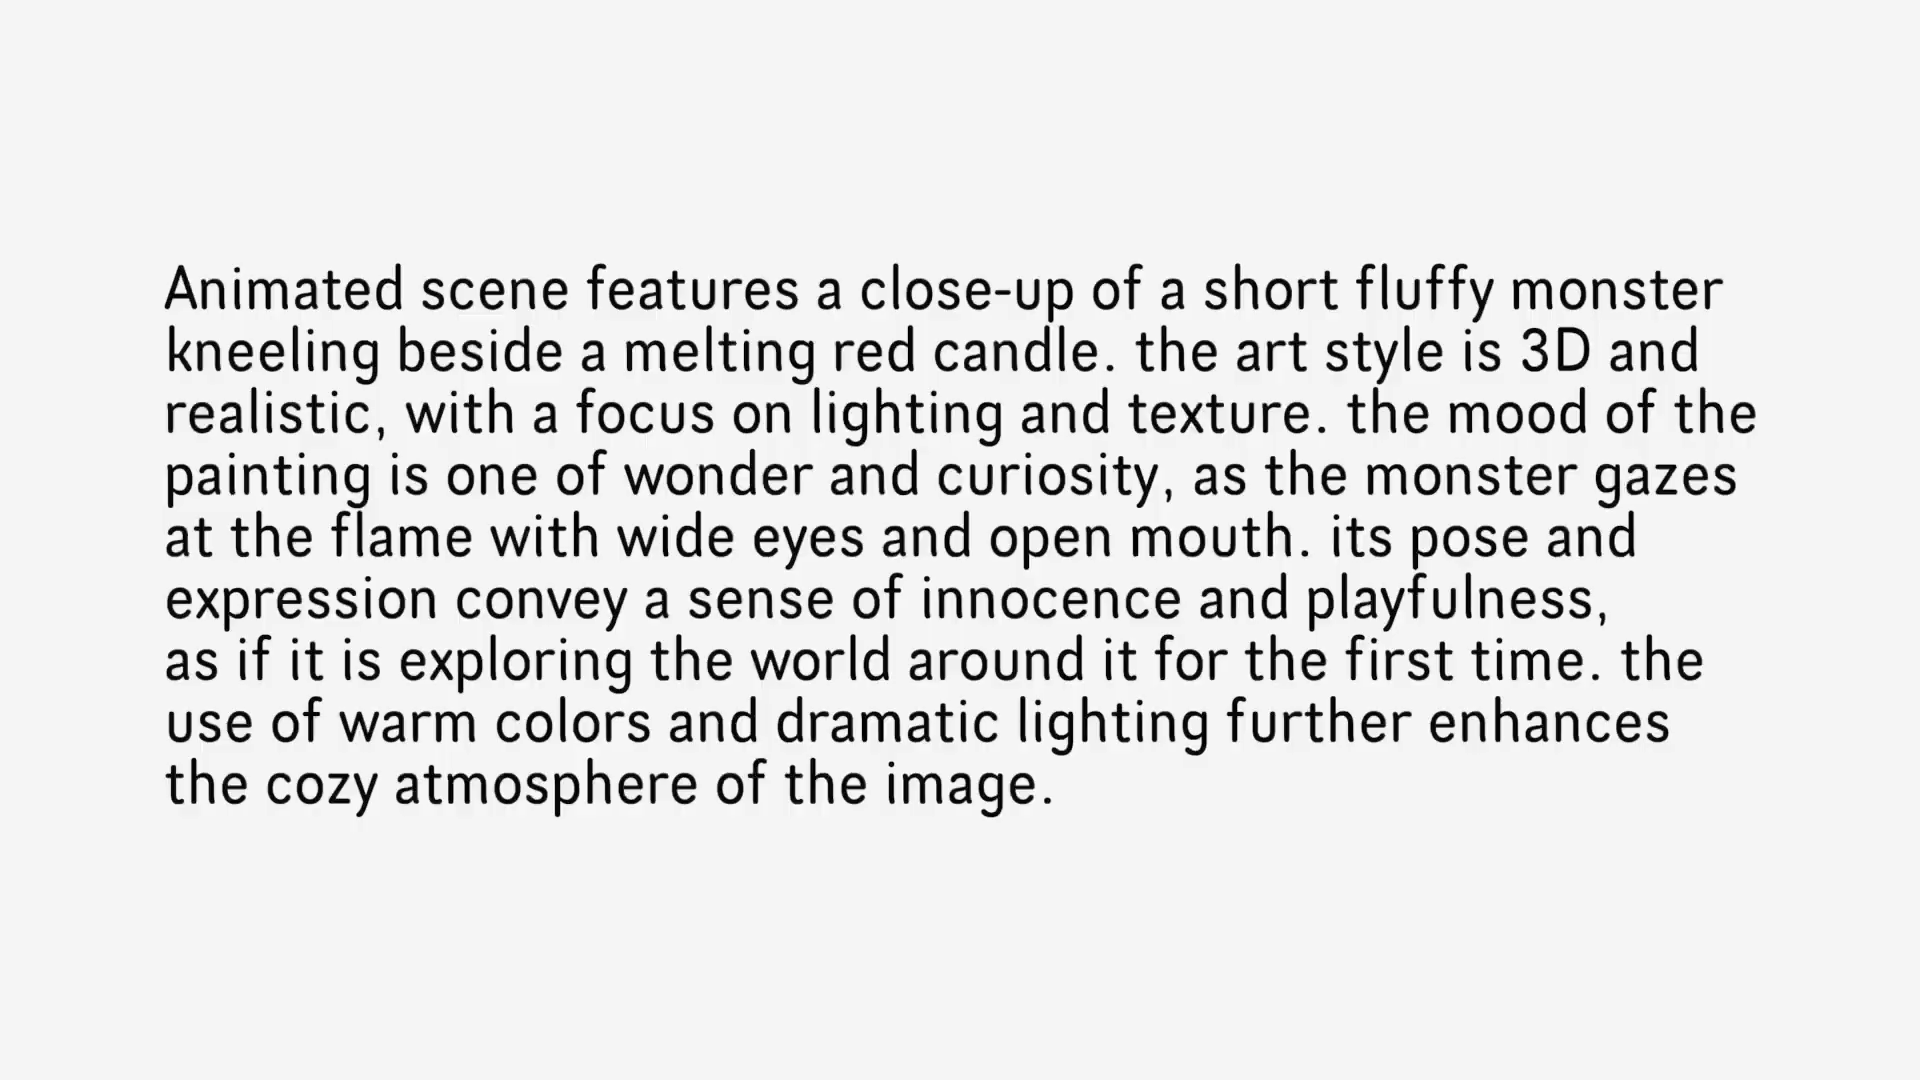 Animated scene features a close-up of a short fluffy monster
kneeling beside a melting red candle. the art style is 3D and
realistic, with a focus on lighting and texture. the mood of the
painting is one of wonder and curiosity, as the monster gazes
at the flame with wide eyes and open mouth. its pose and
expression convey a sense of innocence and playfulness,
as if it is exploring the world around it for the first time. the
use of warm colors and dramatic lighting further enhances
the cozy atmosphere of the image.